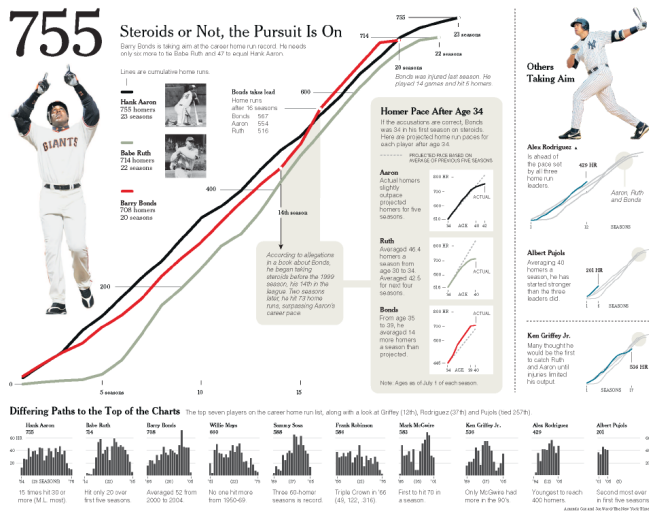 755
Steroids or Not, the Pursuit Is On
Barry Bonds is taking aim at the career home run record. He needs
only six more to tie Babe Ruth and 47 to equal Hank Aaron.
Lines are cumulative home runs:
Hank Aaron
755 homers
23 seasons
Babe Ruth
714 homers
22 seasons
Barry Bonds
708 homers
20 seasons
GIANTS
Bonds takes lead
Home runs
after 16 seasons
Bonds 567
Aaron 554
Ruth 516
755
23 seasons
714
22 seasons
20 seasons
Bonds was injured last season. He
played 14 games and hit 5 homers.
600
400
200
0
14th season
According to allegations
in a book about Bonds,
he began taking
steroids before the 1999
season, his 14th in the
league. Two seasons
later, he hit 73 home
runs, surpassing Aaron's
career pace.
5 seasons
10
15
Homer Pace After Age 34
If the accusations are correct, Bonds
was 34 in his first season on steroids.
Here are projected home run paces for
each player after age 34.
PROJECTED PACE BASED ON
AVERAGE OF PREVIOUS FIVE SEASONS.
Aaron
Actual homers
slightly
outpace
projected
homers for five
seasons.
800 HR
ACTUAL
AGE
Ruth
Averaged 46.4
homers a
season from
age 30 to 34.
Averaged 42.5
for next four
seasons.
800 HR
ACTUAL
AGE
Bonds
From age 35
to 39, he
averaged 14
more homers
a season than
projected.
800 HR
ACTUAL
AGE
Note: Ages as of July 1 of each season.
Others
Taking Aim
Alex Rodriguez
Is ahead of
the pace set
by all three
home run
leaders.
429 HR
Aaron, Ruth
and Bonds
SEASONS
Albert Pujols
Averaging 40
homers a
season, he has
started stronger
than the three
leaders did.
201 HR
SEASONS
Ken Griffey Jr.
Many thought he
would be the first
to catch Ruth
and Aaron until
injuries limited
his output.
536 HR
SEASONS
Differing Paths to the Top of the Charts The top seven players on the career home run list, along with a look at Griffey (12th), Rodriguez (37th) and Pujols (tied 257th).
Hank Aaron
755
Babe Ruth
714
Barry Bonds
708
Willie Mays
660
Sammy Sosa
588
Frank Robinson
586
Mark McGwire
583
Ken Griffey Jr.
536
Alex Rodriguez
429
Albert Pujols
201
60 HR
40
20
(23 SEASONS)
15 times hit 30 or
more (M.L. most).
Hit only 20 over
first five seasons.
Averaged 52 from
2000 to 2004.
No one hit more
from 1950-69.
Three 60-homer
seasons is record.
Triple Crown in '66
(49, 122, .316)
First to hit 70 in
a season.
Only McGwire had
more in the 90's.
Youngest to reach
400 homers.
Second most ever
in first five seasons